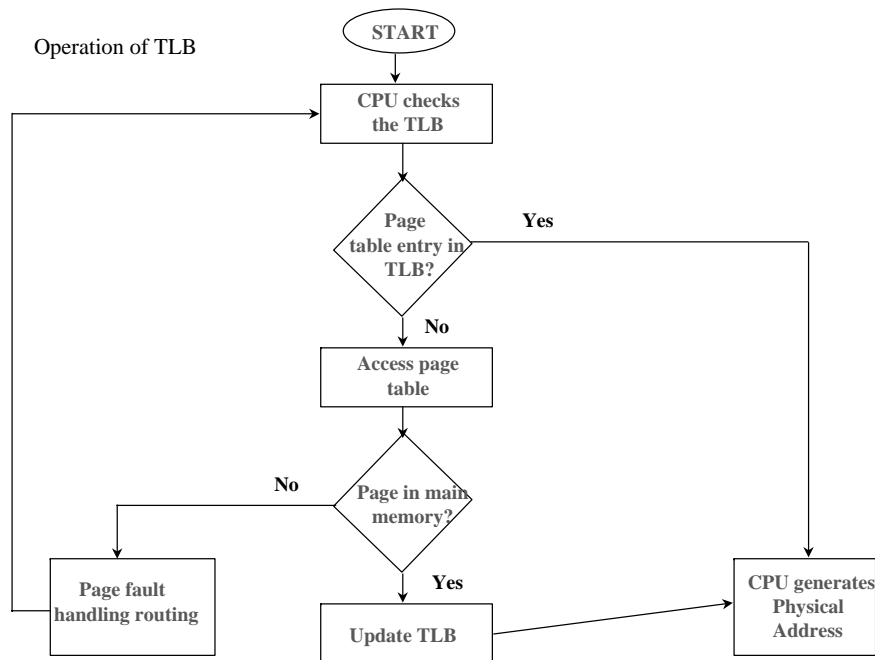 START
Operation of TLB
CPU checks
the TLB
Page
table entry in
TLB?
Yes
No
Access page
table
No
Page in main
memory?
Yes
Page fault
handling routing
Update TLB
CPU generates
Physical
Address